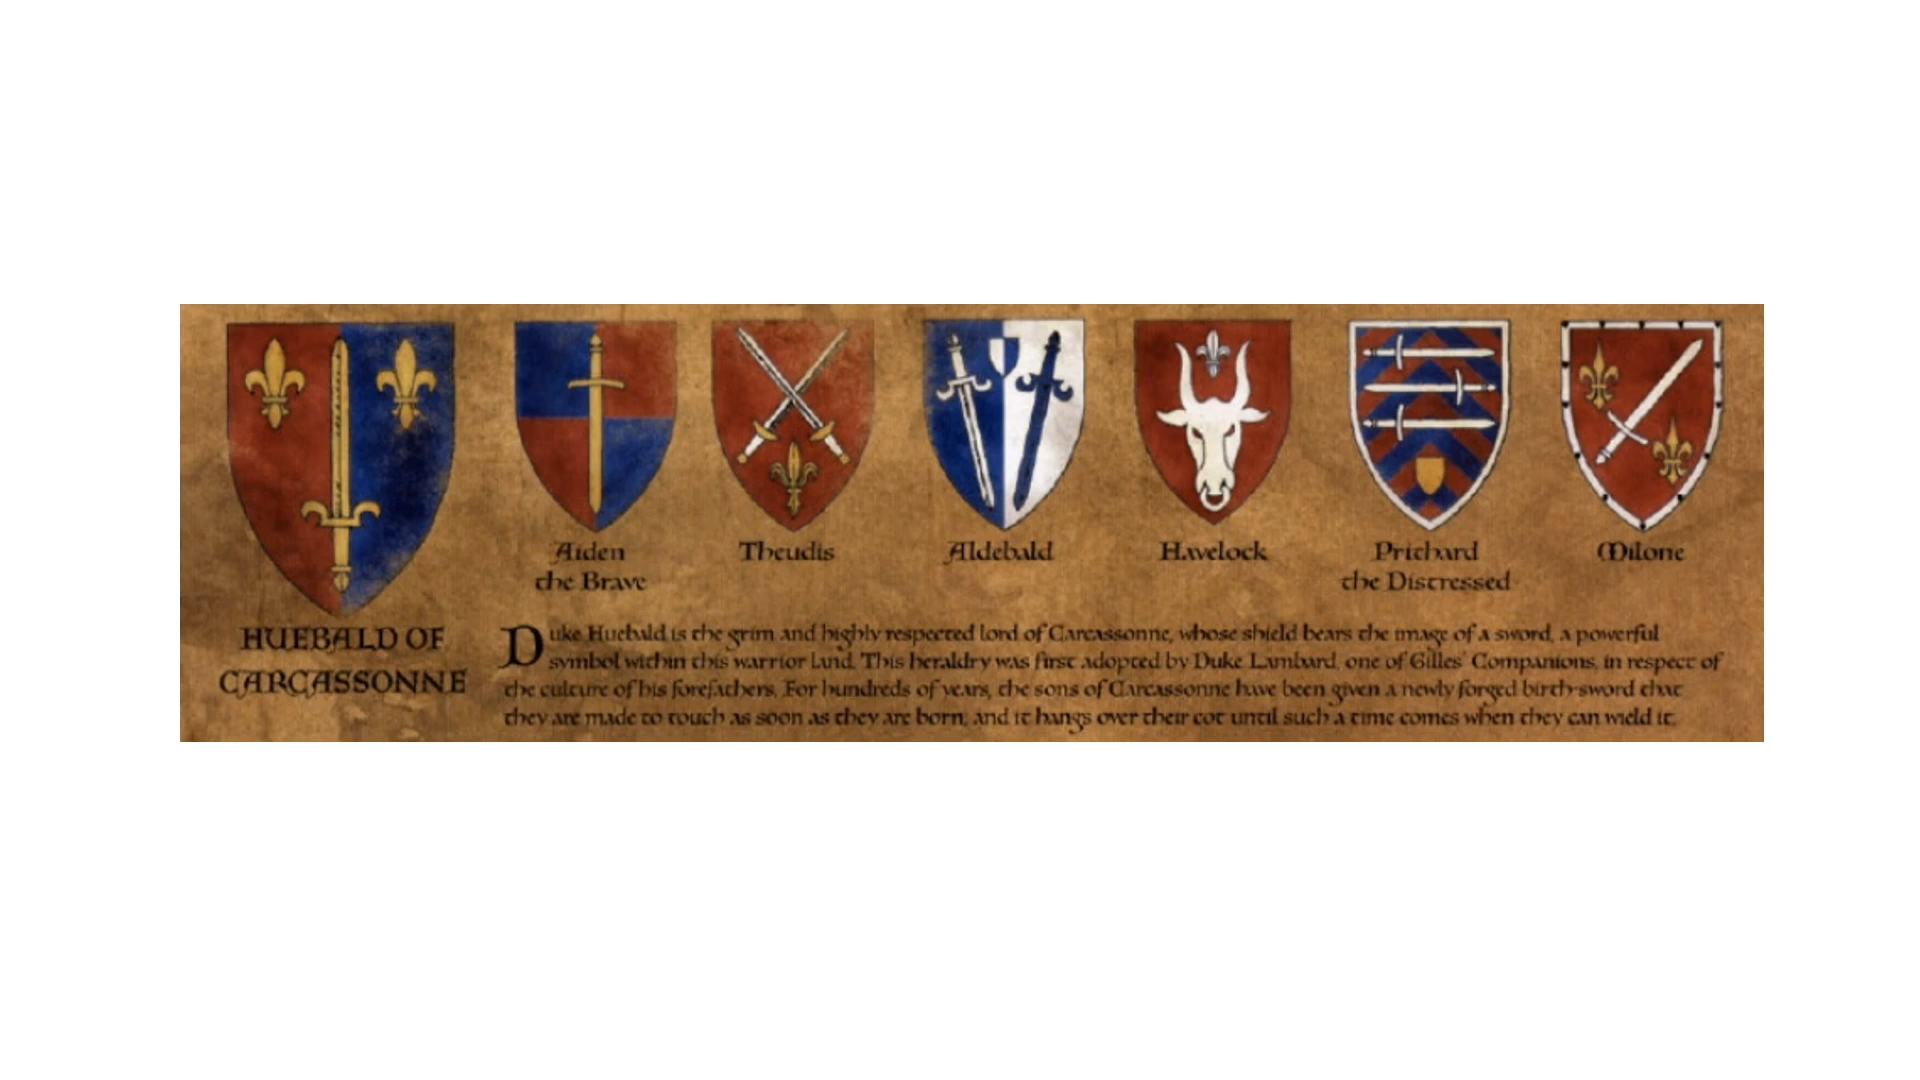 HUEBALD OF
CARCASSONNE
Aiden
the Brave
Theudis
Aldebald
Havelock
Prichard
the Distressed
Milone
Duke Huebald is the grim and highly respected lord of Carcassonne, whose shield bears the image of a sword, a powerful
symbol within this warrior land. This heraldry was first adopted by Duke Lambard, one of Gilles' Companions, in respect of
the culture of his forefathers. For hundreds of years, the sons of Carcassonne have been given a newly forged birth-sword that
they are made to touch as soon as they are born, and it hangs over their cot until such a time comes when they can wield it.